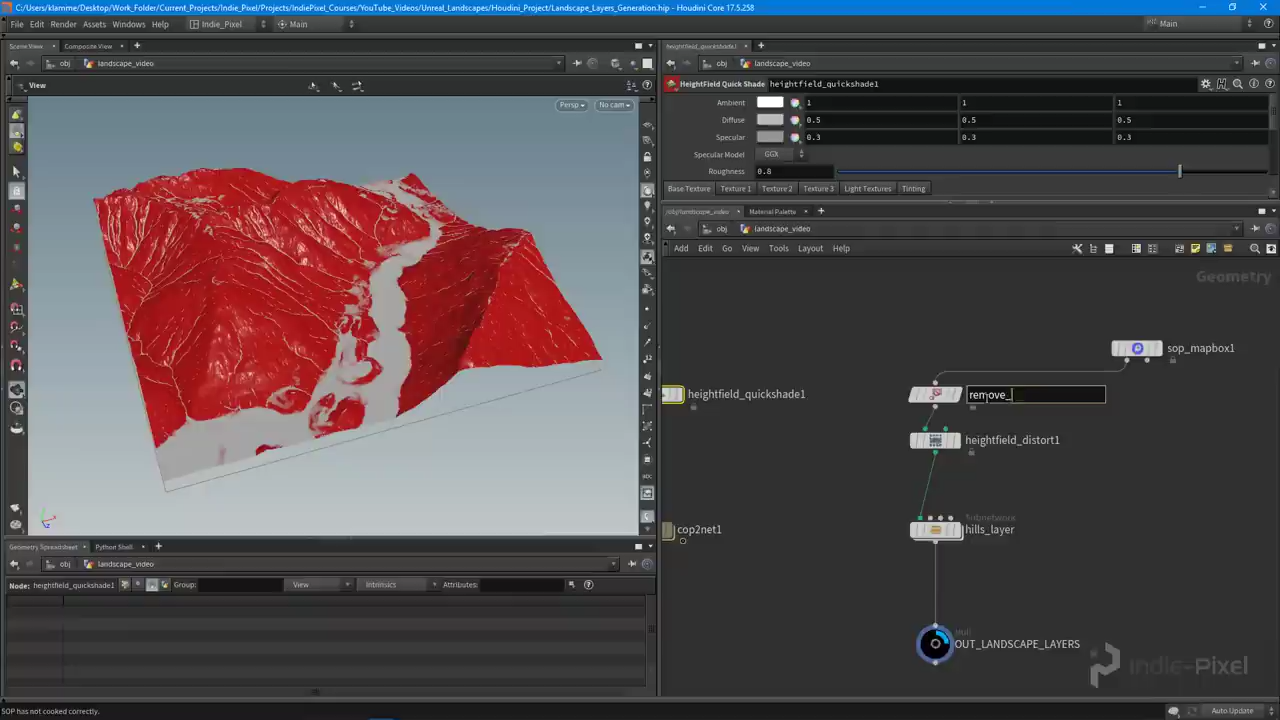 C:/Users/klamme/Desktop/Work_Folder/Current_Projects/Indie_Pixel/Projects/IndiePixel_Courses/YouTube_Videos/Unreal_Landscapes/Houdini_Project/Landscape_Layers_Generation.hip - Houdini Core 17.5.258
File Edit Render Assets Windows Help Indie_Pixel Main Main
Scene View Composite View
obj landscape_video
View
Persp No cam
Geometry Spreadsheet Python Shell
obj landscape_video
Node: heightfield_quickshade1 Group: View Intrinsics Attributes:
heightfield_quickshade1
obj landscape_video
HeightField Quick Shade heightfield_quickshade1
Ambient 1 1 1
Diffuse 0.5 0.5 0.5
Specular 0.3 0.3 0.3
Specular Model GGX
Roughness 0.8
Base Texture Texture 1 Texture 2 Texture 3 Light Textures Tinting
/obj/landscape_video Material Palette
obj landscape_video
Add Edit Go View Tools Layout Help
Geometry
sop_mapbox1
heightfield_quickshade1
remove_
heightfield_distort1
Subnetwork
cop2net1
hills_layer
Null
OUT_LANDSCAPE_LAYERS
Indie-Pixel
SOP has not cooked correctly.
Auto Update